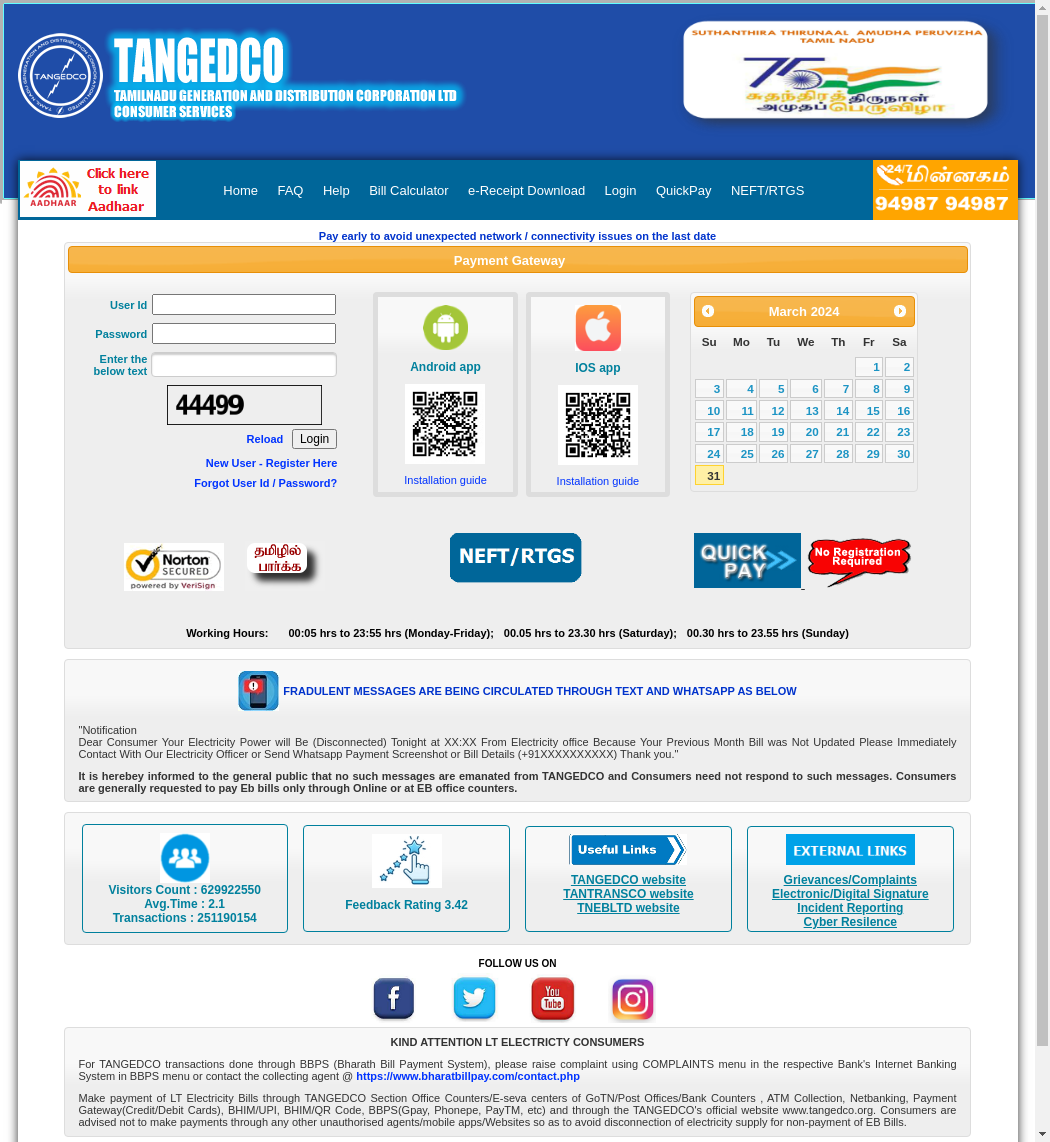 TANGEDCO
TANGEDCO
TAMILNADU GENERATION AND DISTRIBUTION CORPORATION LTD
CONSUMER SERVICES
SUTHANTHIRA THIRUNAAL AMUDHA PERUVIZHA
TAMIL NADU
75
சுதந்திரத் திருநாள்
அமுதப் பெருவிழா
AADHAAR
Click here
to link
Aadhaar
Home FAQ Help Bill Calculator e-Receipt Download Login QuickPay NEFT/RTGS
24/7 மின்னகம்
94987 94987
Pay early to avoid unexpected network / connectivity issues on the last date
Payment Gateway
User Id
Password
Enter the
below text
44499
Reload Login
New User - Register Here
Forgot User Id / Password?
Android app
Installation guide
IOS app
Installation guide
March 2024
Su Mo Tu We Th Fr Sa
1 2
3 4 5 6 7 8 9
10 11 12 13 14 15 16
17 18 19 20 21 22 23
24 25 26 27 28 29 30
31
Norton
SECURED
powered by VeriSign
தமிழில்
பார்க்க
NEFT/RTGS
QUICK
PAY
No Registration
Required
Working Hours: 00:05 hrs to 23:55 hrs (Monday-Friday); 00.05 hrs to 23.30 hrs (Saturday); 00.30 hrs to 23.55 hrs (Sunday)
FRADULENT MESSAGES ARE BEING CIRCULATED THROUGH TEXT AND WHATSAPP AS BELOW
"Notification
Dear Consumer Your Electricity Power will Be (Disconnected) Tonight at XX:XX From Electricity office Because Your Previous Month Bill was Not Updated Please Immediately
Contact With Our Electricity Officer or Send Whatsapp Payment Screenshot or Bill Details (+91XXXXXXXXXX) Thank you."
It is herebey informed to the general public that no such messages are emanated from TANGEDCO and Consumers need not respond to such messages. Consumers
are generally requested to pay Eb bills only through Online or at EB office counters.
Visitors Count : 629922550
Avg.Time : 2.1
Transactions : 251190154
Feedback Rating 3.42
Useful Links
TANGEDCO website
TANTRANSCO website
TNEBLTD website
EXTERNAL LINKS
Grievances/Complaints
Electronic/Digital Signature
Incident Reporting
Cyber Resilence
FOLLOW US ON
f
You
Tube
KIND ATTENTION LT ELECTRICTY CONSUMERS
For TANGEDCO transactions done through BBPS (Bharath Bill Payment System), please raise complaint using COMPLAINTS menu in the respective Bank's Internet Banking
System in BBPS menu or contact the collecting agent @ https://www.bharatbillpay.com/contact.php
Make payment of LT Electricity Bills through TANGEDCO Section Office Counters/E-seva centers of GoTN/Post Offices/Bank Counters , ATM Collection, Netbanking, Payment
Gateway(Credit/Debit Cards), BHIM/UPI, BHIM/QR Code, BBPS(Gpay, Phonepe, PayTM, etc) and through the TANGEDCO's official website www.tangedco.org. Consumers are
advised not to make payments through any other unauthorised agents/mobile apps/Websites so as to avoid disconnection of electricity supply for non-payment of EB Bills.